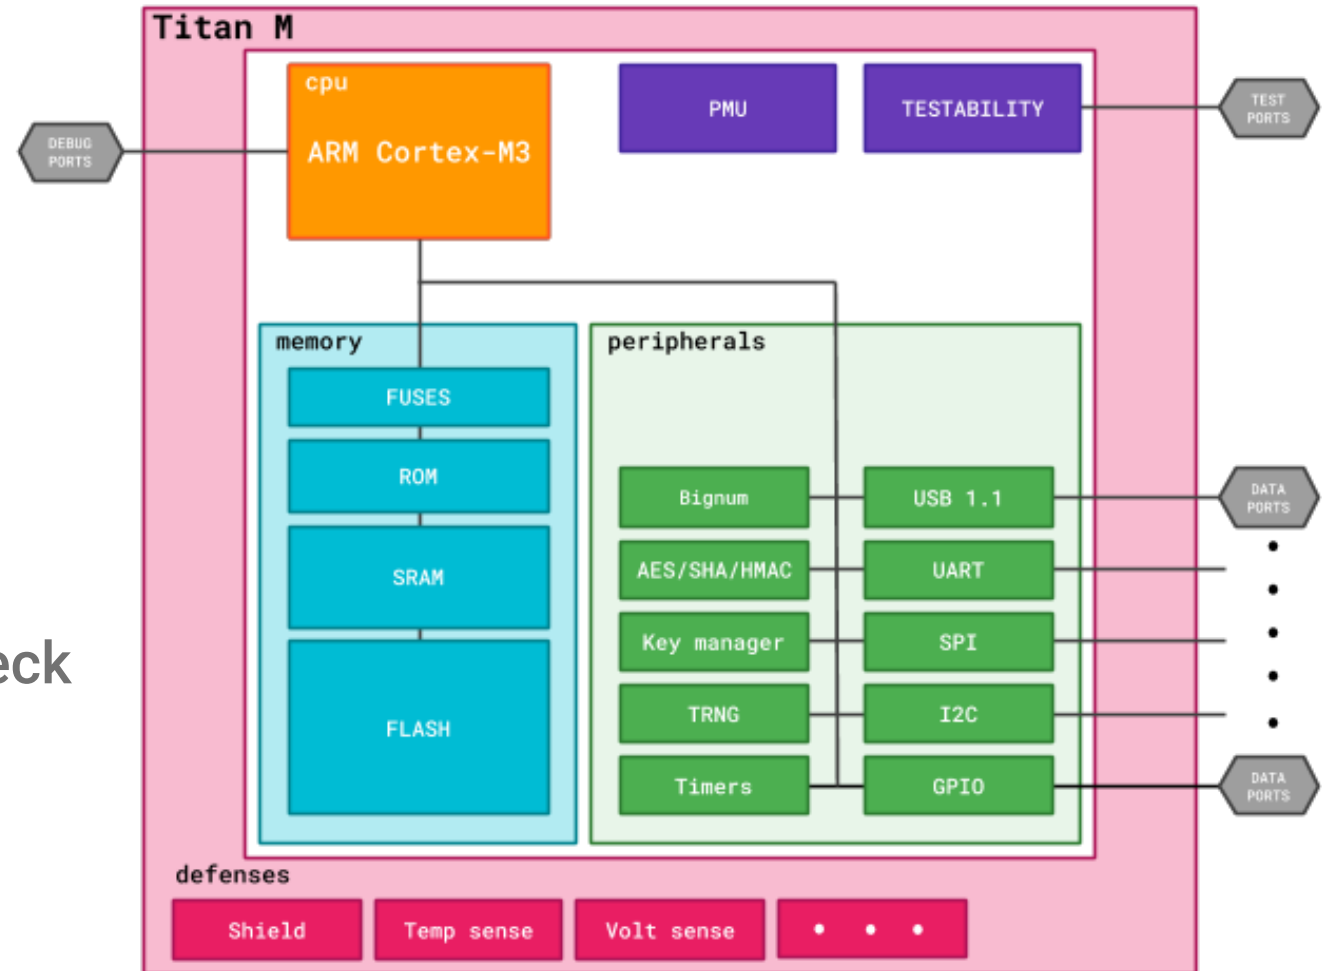 Titan M
cpu
ARM Cortex-M3
PMU
TESTABILITY
TEST
PORTS
DEBUG
PORTS
memory
FUSES
ROM
SRAM
FLASH
peripherals
Bignum
USB 1.1
AES/SHA/HMAC
UART
Key manager
SPI
TRNG
I2C
Timers
GPIO
DATA
PORTS
DATA
PORTS
eck
defenses
Shield
Temp sense
Volt sense
• • •